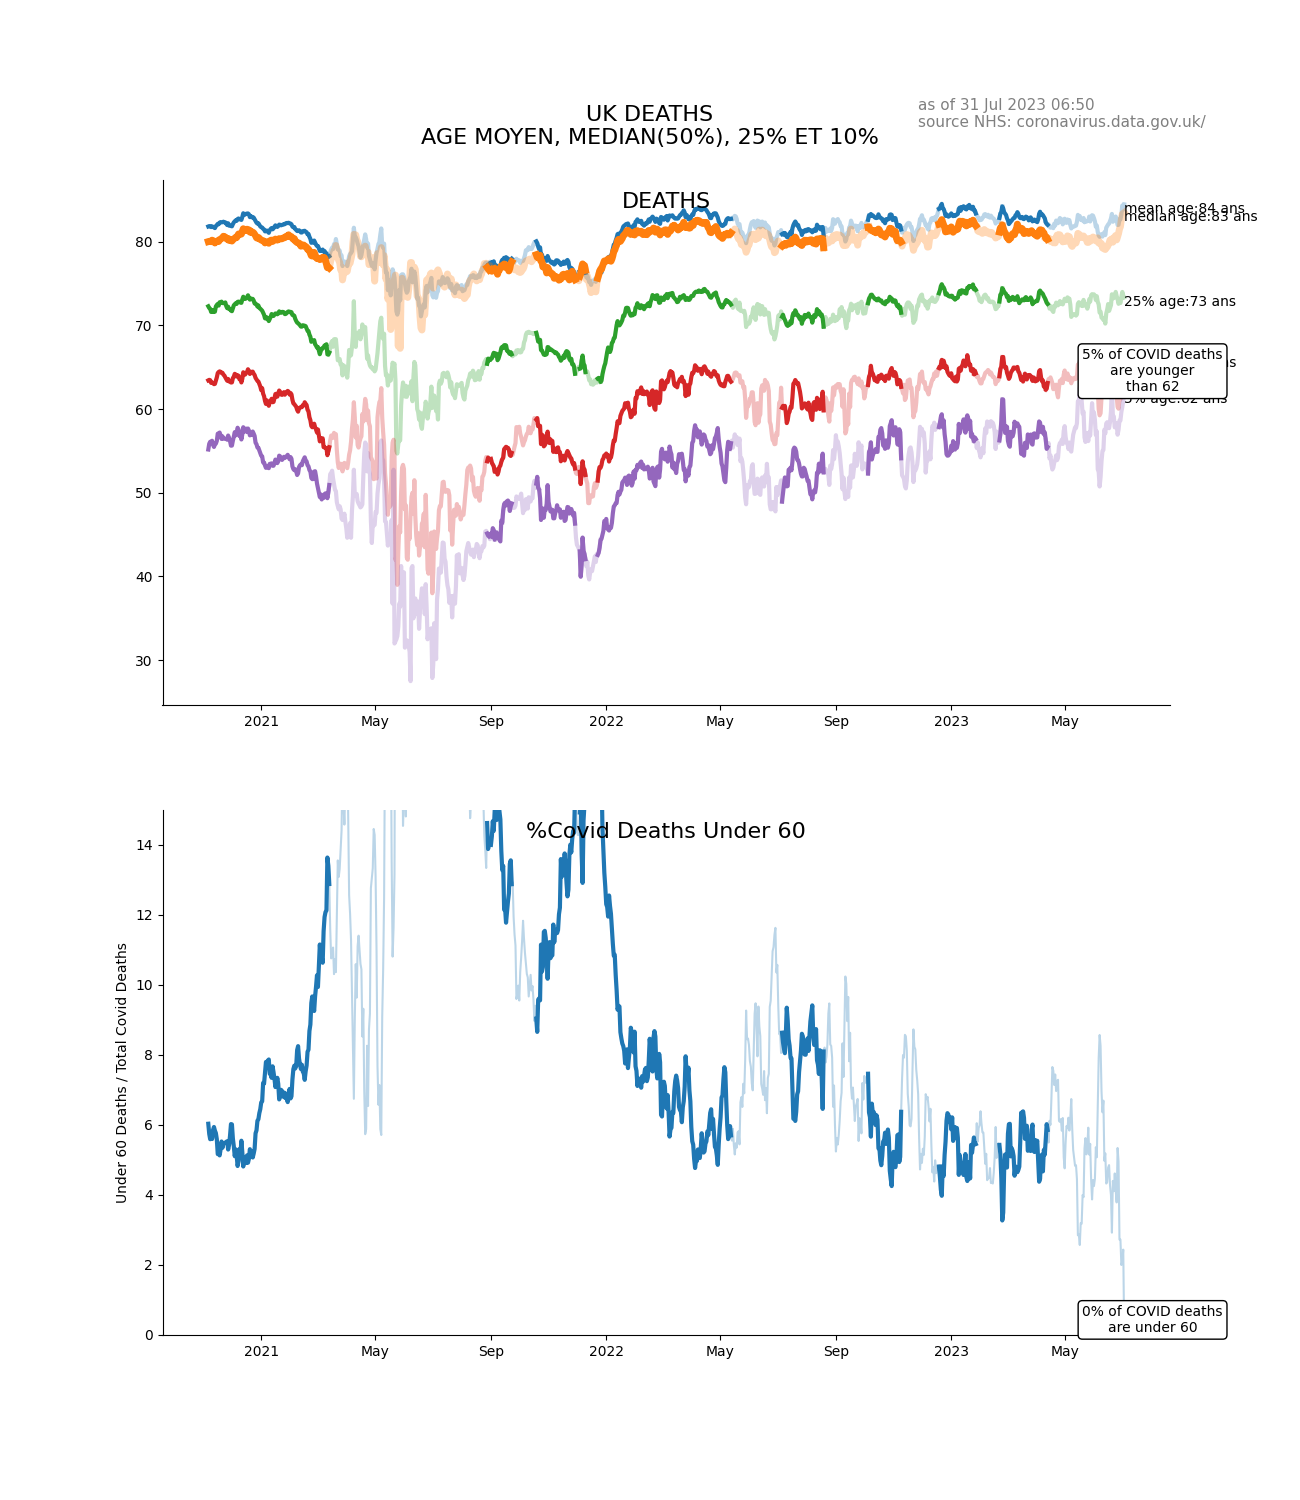 UK DEATHS
AGE MOYEN, MEDIAN(50%), 25% ET 10%
as of 31 Jul 2023 06:50
source NHS: coronavirus.data.gov.uk/
DEATHS
mean age:84 ans
median age:83 ans
25% age:73 ans
5% of COVID deaths
are younger
than 62
5% age:62 ans
80
70
60
50
40
30
2021
May
Sep
2022
May
Sep
2023
May
%Covid Deaths Under 60
Under 60 Deaths / Total Covid Deaths
14
12
10
8
6
4
2
0
0% of COVID deaths
are under 60
2021
May
Sep
2022
May
Sep
2023
May